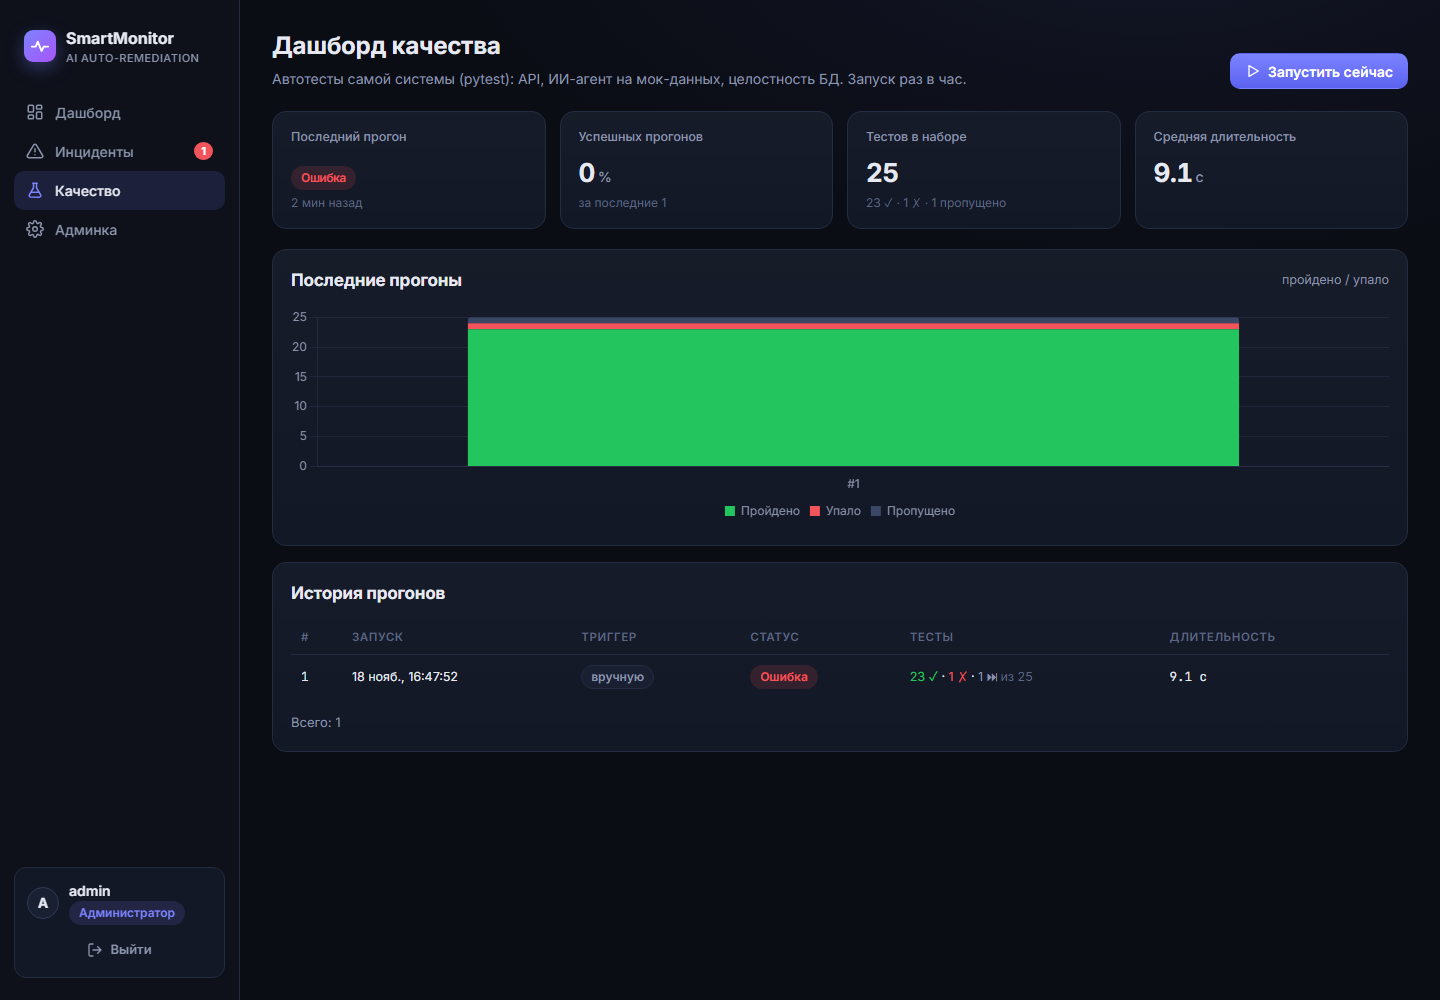 SmartMonitor
AI AUTO-REMEDIATION
Дашборд
Инциденты 1
Качество
Админка
A
admin
Администратор
Выйти
Дашборд качества
Автотесты самой системы (pytest): API, ИИ-агент на мок-данных, целостность БД. Запуск раз в час.
Запустить сейчас
Последний прогон
Ошибка
2 мин назад
Успешных прогонов
0 %
за последние 1
Тестов в наборе
25
23 ✓ · 1 ✗ · 1 пропущено
Средняя длительность
9.1 с
Последние прогоны
пройдено / упало
25
20
15
10
5
0
#1
Пройдено Упало Пропущено
История прогонов
# ЗАПУСК ТРИГГЕР СТАТУС ТЕСТЫ ДЛИТЕЛЬНОСТЬ
1 18 нояб., 16:47:52 вручную Ошибка 23 ✓ · 1 ✗ · 1 ⏭ из 25 9.1 с
Всего: 1